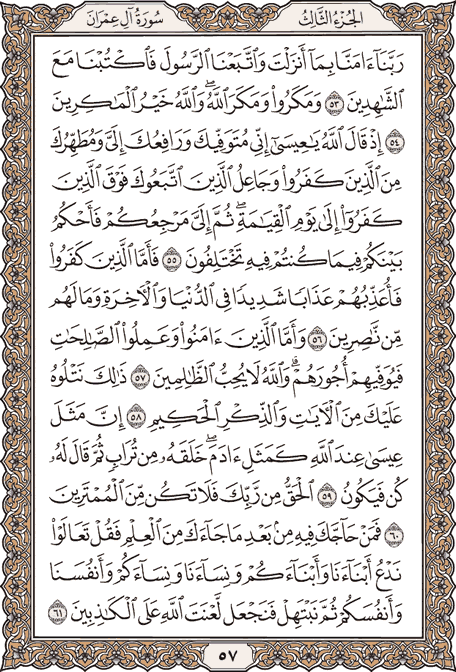 الجزء الثالث
سورة آل عمران
رَبَّنَآ ءَامَنَّا بِمَآ أَنزَلْتَ وَٱتَّبَعْنَا ٱلرَّسُولَ فَٱكْتُبْنَا مَعَ
ٱلشَّٰهِدِينَ ٥٣ وَمَكَرُوا۟ وَمَكَرَ ٱللَّهُ ۖ وَٱللَّهُ خَيْرُ ٱلْمَٰكِرِينَ
٥٤ إِذْ قَالَ ٱللَّهُ يَٰعِيسَىٰٓ إِنِّى مُتَوَفِّيكَ وَرَافِعُكَ إِلَىَّ وَمُطَهِّرُكَ
مِنَ ٱلَّذِينَ كَفَرُوا۟ وَجَاعِلُ ٱلَّذِينَ ٱتَّبَعُوكَ فَوْقَ ٱلَّذِينَ
كَفَرُوٓا۟ إِلَىٰ يَوْمِ ٱلْقِيَٰمَةِ ۖ ثُمَّ إِلَىَّ مَرْجِعُكُمْ فَأَحْكُمُ
بَيْنَكُمْ فِيمَا كُنتُمْ فِيهِ تَخْتَلِفُونَ ٥٥ فَأَمَّا ٱلَّذِينَ كَفَرُوا۟
فَأُعَذِّبُهُمْ عَذَابًا شَدِيدًا فِى ٱلدُّنْيَا وَٱلْءَاخِرَةِ وَمَا لَهُم
مِّن نَّٰصِرِينَ ٥٦ وَأَمَّا ٱلَّذِينَ ءَامَنُوا۟ وَعَمِلُوا۟ ٱلصَّٰلِحَٰتِ
فَيُوَفِّيهِمْ أُجُورَهُمْ ۗ وَٱللَّهُ لَا يُحِبُّ ٱلظَّٰلِمِينَ ٥٧ ذَٰلِكَ نَتْلُوهُ
عَلَيْكَ مِنَ ٱلْءَايَٰتِ وَٱلذِّكْرِ ٱلْحَكِيمِ ٥٨ إِنَّ مَثَلَ
عِيسَىٰ عِندَ ٱللَّهِ كَمَثَلِ ءَادَمَ ۖ خَلَقَهُۥ مِن تُرَابٍ ثُمَّ قَالَ لَهُۥ
كُن فَيَكُونُ ٥٩ ٱلْحَقُّ مِن رَّبِّكَ فَلَا تَكُن مِّنَ ٱلْمُمْتَرِينَ
٦٠ فَمَنْ حَآجَّكَ فِيهِ مِنۢ بَعْدِ مَا جَآءَكَ مِنَ ٱلْعِلْمِ فَقُلْ تَعَالَوْا۟
نَدْعُ أَبْنَآءَنَا وَأَبْنَآءَكُمْ وَنِسَآءَنَا وَنِسَآءَكُمْ وَأَنفُسَنَا
وَأَنفُسَكُمْ ثُمَّ نَبْتَهِلْ فَنَجْعَل لَّعْنَتَ ٱللَّهِ عَلَى ٱلْكَٰذِبِينَ ٦١
٥٧